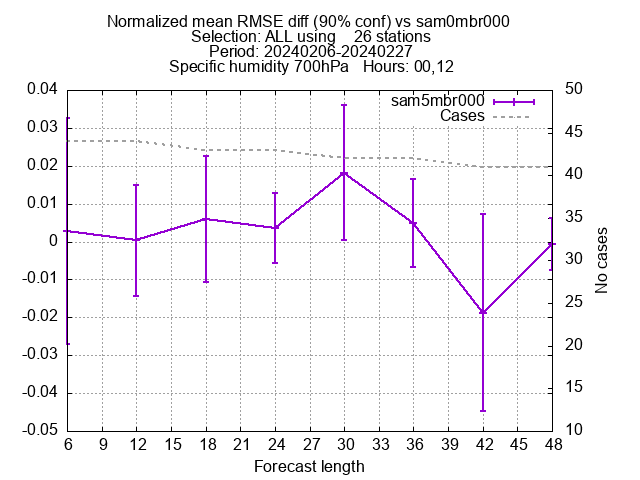 Normalized mean RMSE diff (90% conf) vs sam0mbr000
Selection: ALL using    26 stations
Period: 20240206-20240227
Specific humidity 700hPa   Hours: 00,12
sam5mbr000
Cases
0.04
0.03
0.02
0.01
0
-0.01
-0.02
-0.03
-0.04
-0.05
50
45
40
35
30
25
20
15
10
No cases
6 9 12 15 18 21 24 27 30 33 36 39 42 45 48
Forecast length